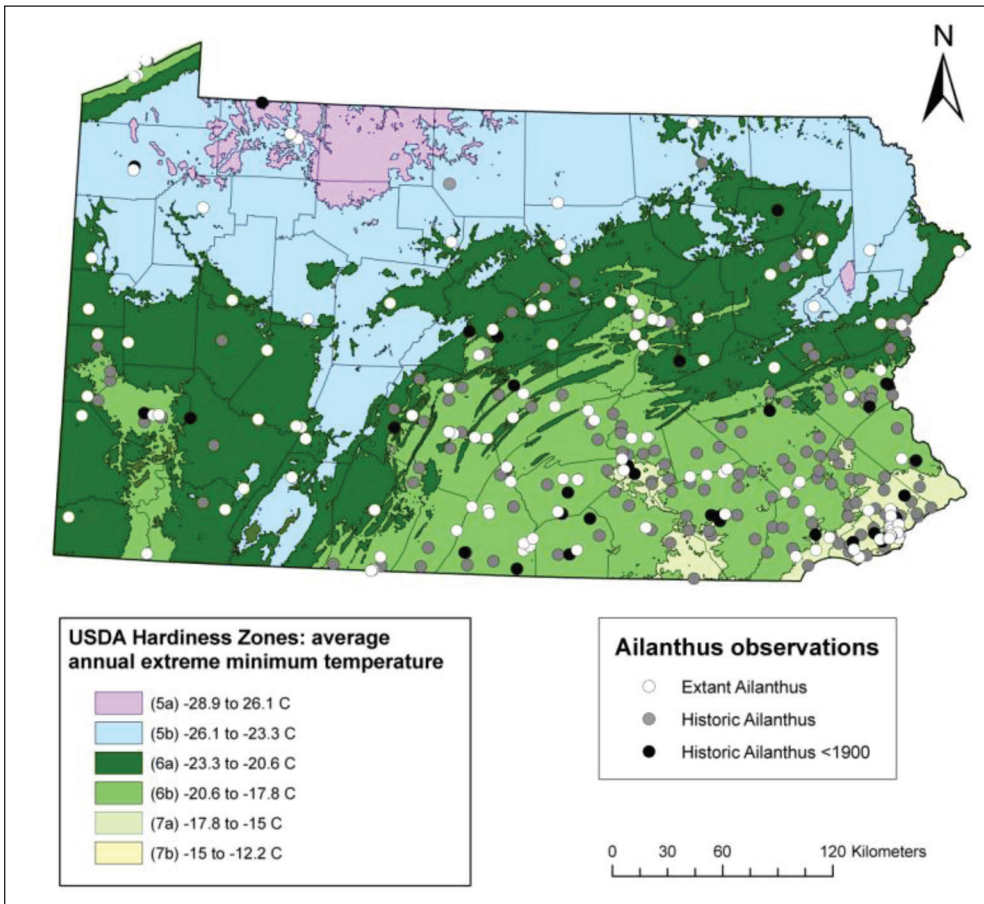 N
USDA Hardiness Zones: average
annual extreme minimum temperature
(5a) -28.9 to 26.1 C
(5b) -26.1 to -23.3 C
(6a) -23.3 to -20.6 C
(6b) -20.6 to -17.8 C
(7a) -17.8 to -15 C
(7b) -15 to -12.2 C
Ailanthus observations
Extant Ailanthus
Historic Ailanthus
Historic Ailanthus <1900
0 30 60 120 Kilometers